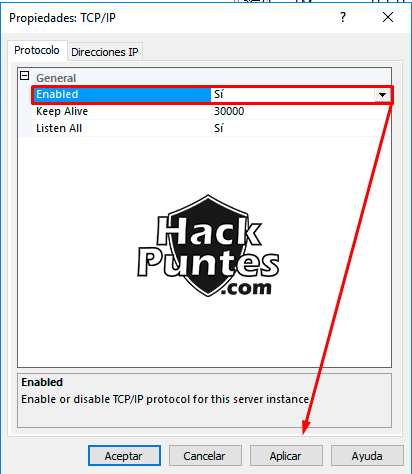 Propiedades: TCP/IP
?
×
Protocolo
Direcciones IP
General
Enabled Sí
Keep Alive 30000
Listen All Sí
Hack
Puntes
.com
Enabled
Enable or disable TCP/IP protocol for this server instance
Aceptar
Cancelar
Aplicar
Ayuda